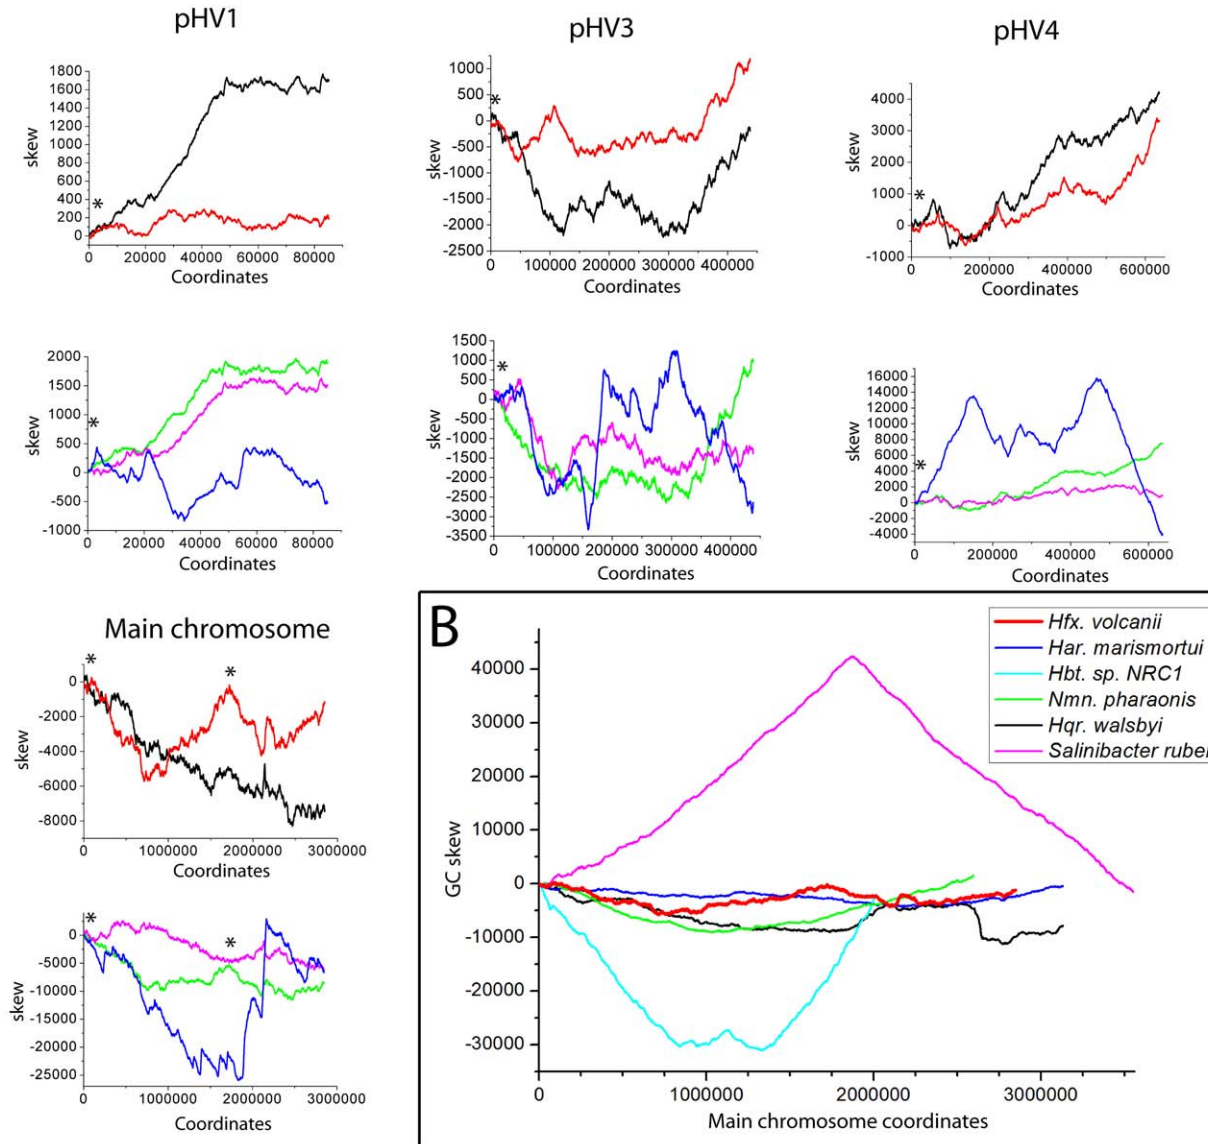 pHV1
pHV3
pHV4
1800
1600
1400
1200
1000
800
600
400
200
0
skew
*
0 20000 40000 60000 80000
Coordinates
1000
500
0
-500
-1000
-1500
-2000
-2500
skew
*
0 100000 200000 300000 400000
Coordinates
4000
3000
2000
1000
0
-1000
skew
*
0 200000 400000 600000
Coordinates
2000
1500
1000
500
0
-500
-1000
skew
*
0 20000 40000 60000 80000
Coordinates
1500
1000
500
0
-500
-1000
-1500
-2000
-2500
-3000
-3500
skew
*
0 100000 200000 300000 400000
Coordinates
16000
14000
12000
10000
8000
6000
4000
2000
0
-2000
-4000
skew
*
0 200000 400000 600000
Coordinates
Main chromosome
0
-2000
-4000
-6000
-8000
skew
* *
0 1000000 2000000 3000000
Coordinates
0
-5000
-10000
-15000
-20000
-25000
skew
* *
0 1000000 2000000 3000000
Coordinates
B
40000
30000
20000
10000
0
-10000
-20000
-30000
GC skew
Hfx. volcanii
Har. marismortui
Hbt. sp. NRC1
Nmn. pharaonis
Hqr. walsbyi
Salinibacter ruber
0 1000000 2000000 3000000
Main chromosome coordinates